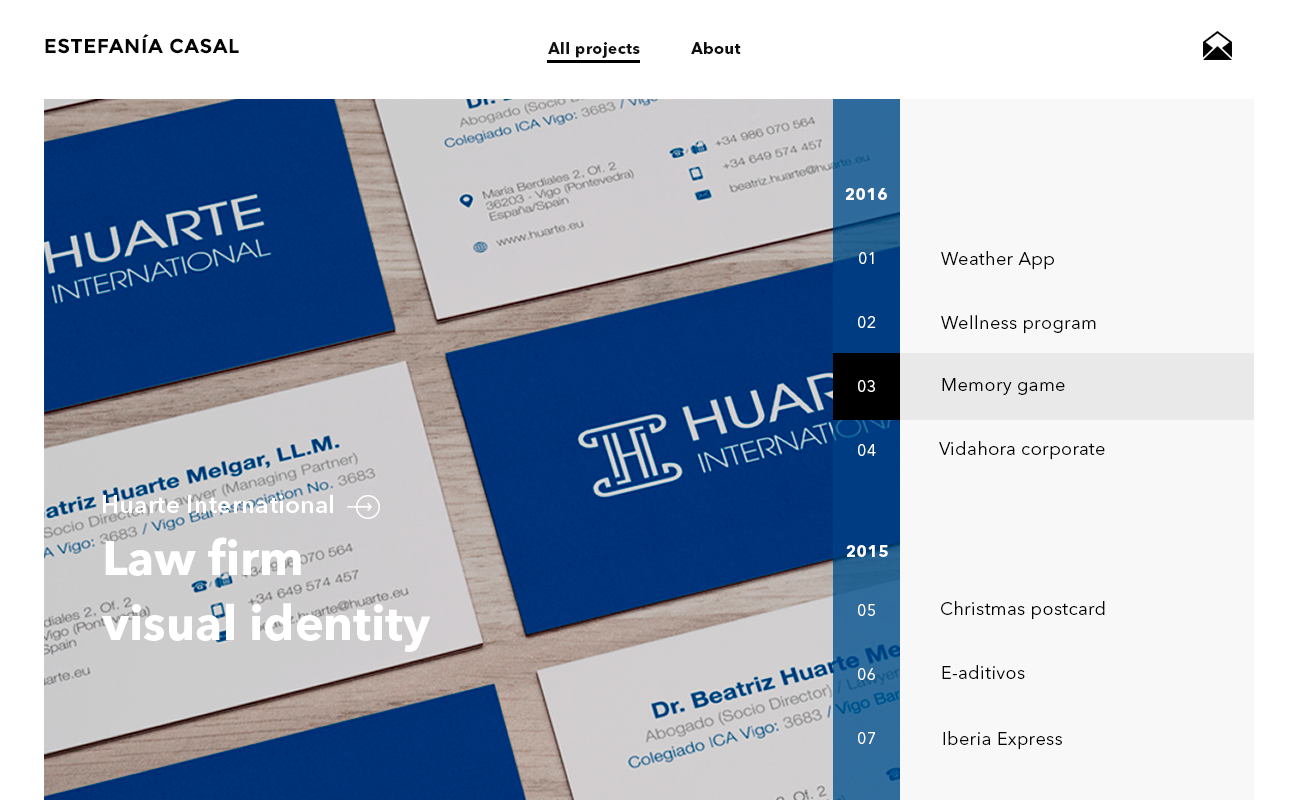 ESTEFANÍA CASAL
All projects
About
Abogado (Socio D
Colegiado ICA Vigo: 3683 / Vigo
+34 986 070 564
+34 649 574 457
beatriz.huarte@huarte.eu
María Berdiales 2, Of. 2
36203 - Vigo (Pontevedra)
España/Spain
www.huarte.eu
HUARTE
INTERNATIONAL
HUAR
INTERNATIONAL
atriz Huarte Melgar, LL.M.
(Socio Director) / Lawyer (Managing Partner)
A Vigo: 3683 / Vigo Bar Association No. 3683
+34 986 070 564
+34 649 574 457
beatriz.huarte@huarte.eu
diales 2, Of. 2
Vigo (Pontevedra)
Spain
arte.eu
Huarte International
Law firm
visual identity
Dr. Beatriz Huarte Me
Abogado (Socio Director) / Lawyer
Colegiado ICA Vigo: 3683 / Vigo Bar
2016
01 Weather App
02 Wellness program
03 Memory game
04 Vidahora corporate
2015
05 Christmas postcard
06 E-aditivos
07 Iberia Express